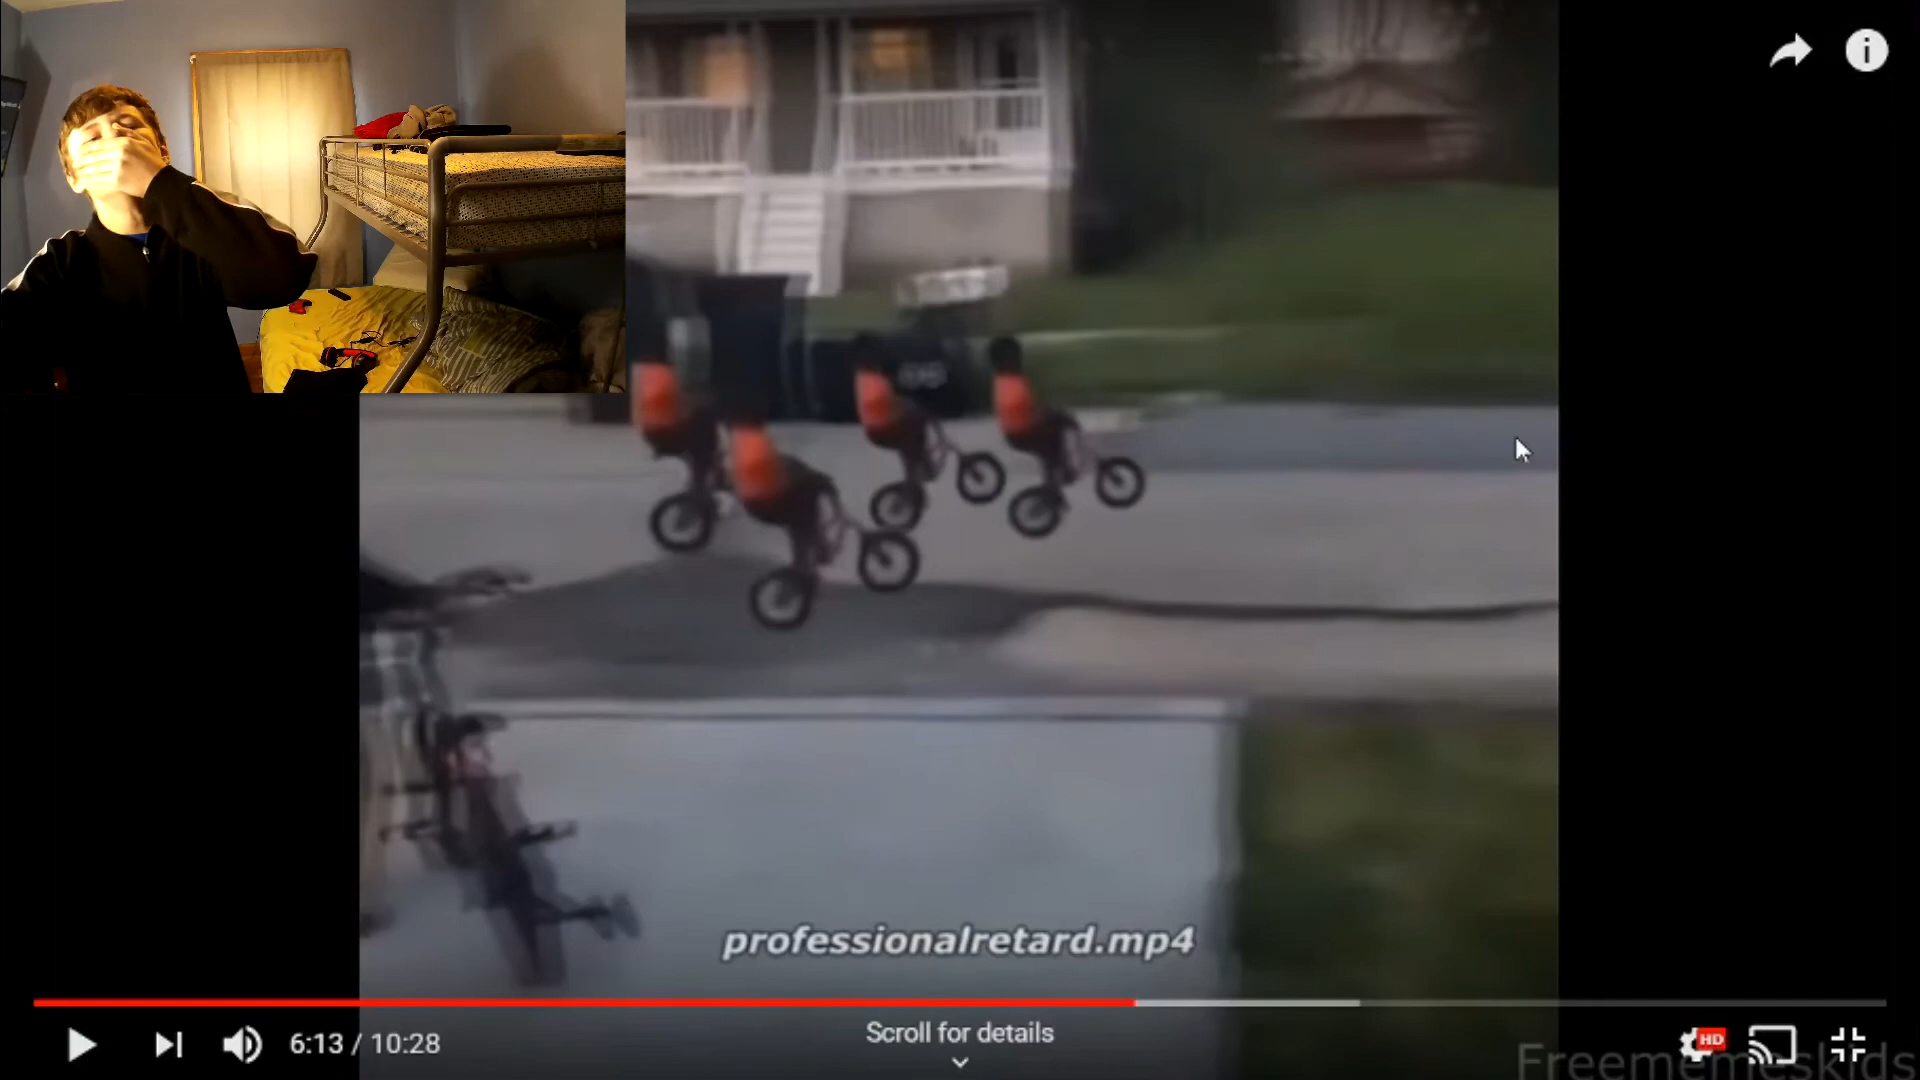 professionalretard.mp4
Scroll for details
6:13 / 10:28
HD
Freememeskids